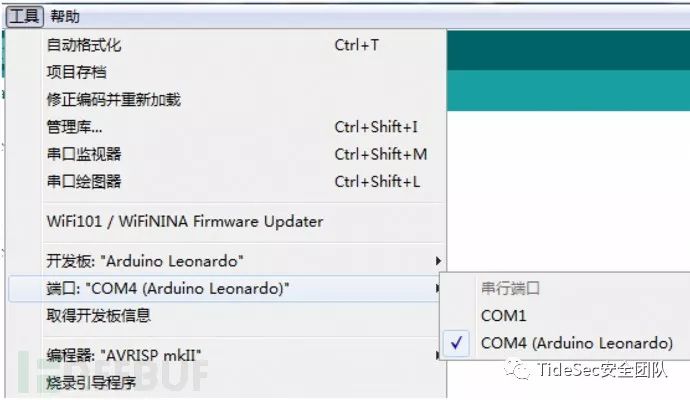 工具 帮助
自动格式化 Ctrl+T
项目存档
修正编码并重新加载
管理库... Ctrl+Shift+I
串口监视器 Ctrl+Shift+M
串口绘图器 Ctrl+Shift+L
WiFi101 / WiFiNINA Firmware Updater
开发板: "Arduino Leonardo"
端口: "COM4 (Arduino Leonardo)"
串行端口
取得开发板信息
COM1
COM4 (Arduino Leonardo)
编程器: "AVRISP mkII"
TideSec安全团队
烧录引导程序